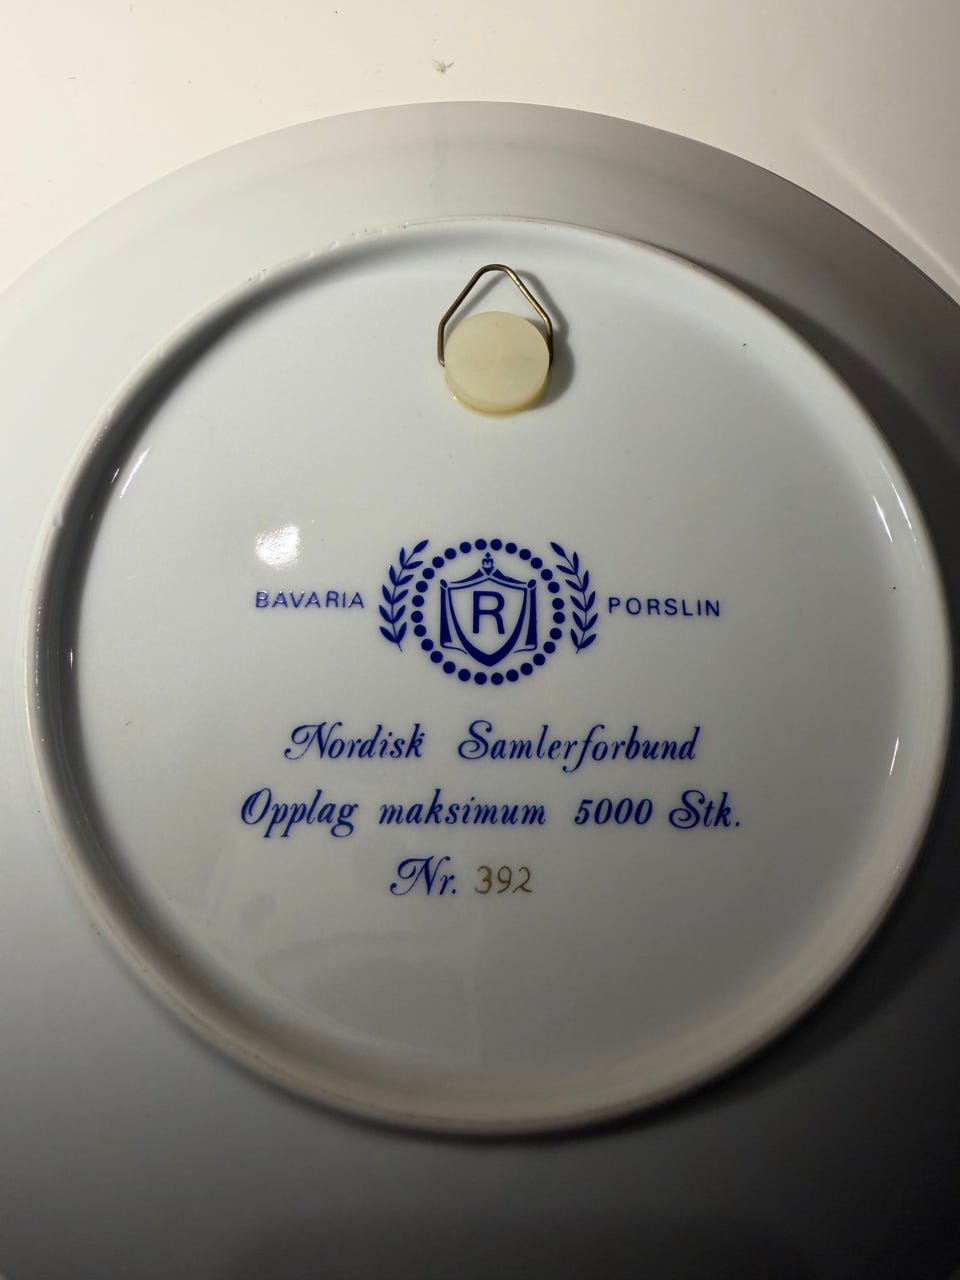 BAVARIA R PORSLIN
Nordisk Samlerforbund
Opplag maksimum 5000 Stk.
Nr. 392